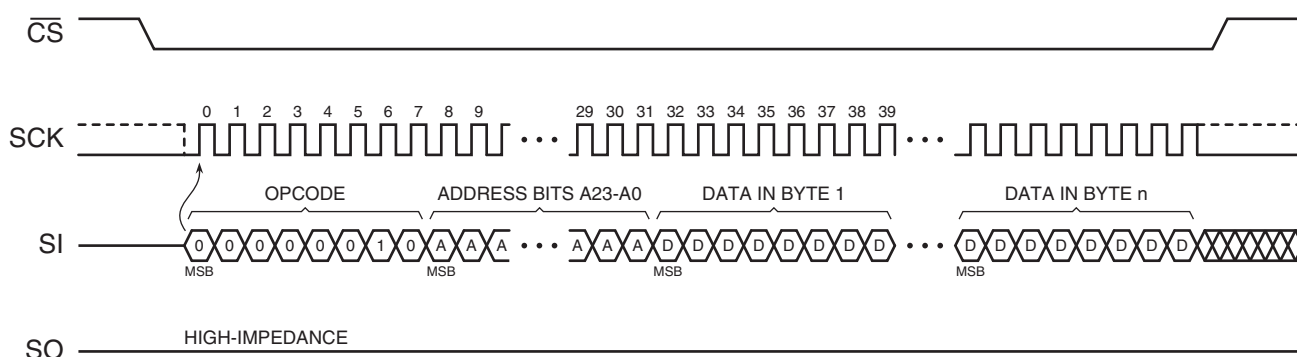 CS
0 1 2 3 4 5 6 7 8 9 29 30 31 32 33 34 35 36 37 38 39
SCK
OPCODE ADDRESS BITS A23-A0 DATA IN BYTE 1 DATA IN BYTE n
SI 0 0 0 0 0 0 1 0 A A A A A A D D D D D D D D D D D D D D D D
MSB MSB MSB MSB
HIGH-IMPEDANCE
SO